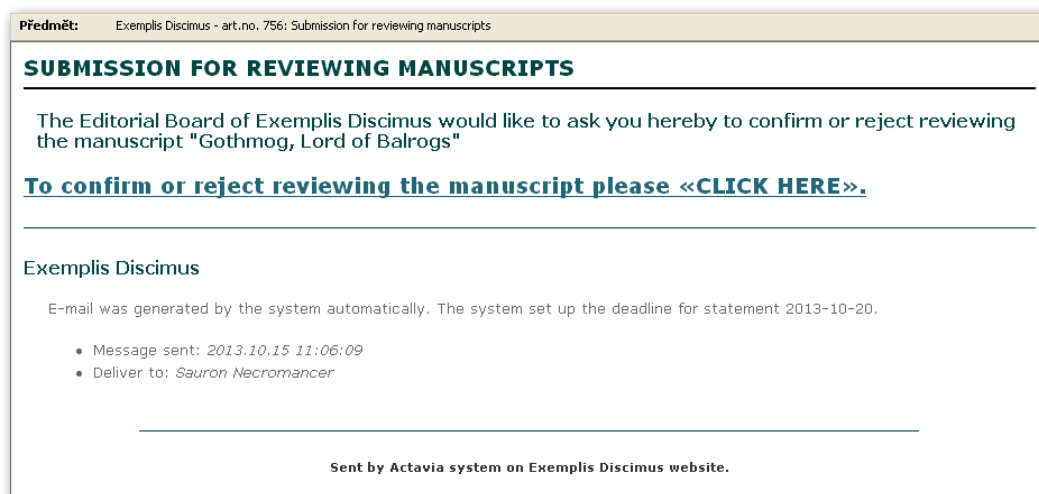 Předmět: Exemplis Discimus - art.no. 756: Submission for reviewing manuscripts
SUBMISSION FOR REVIEWING MANUSCRIPTS
The Editorial Board of Exemplis Discimus would like to ask you hereby to confirm or reject reviewing
the manuscript "Gothmog, Lord of Balrogs"
To confirm or reject reviewing the manuscript please «CLICK HERE».
Exemplis Discimus
E-mail was generated by the system automatically. The system set up the deadline for statement 2013-10-20.
• Message sent: 2013.10.15 11:06:09
• Deliver to: Sauron Necromancer
Sent by Actavia system on Exemplis Discimus website.